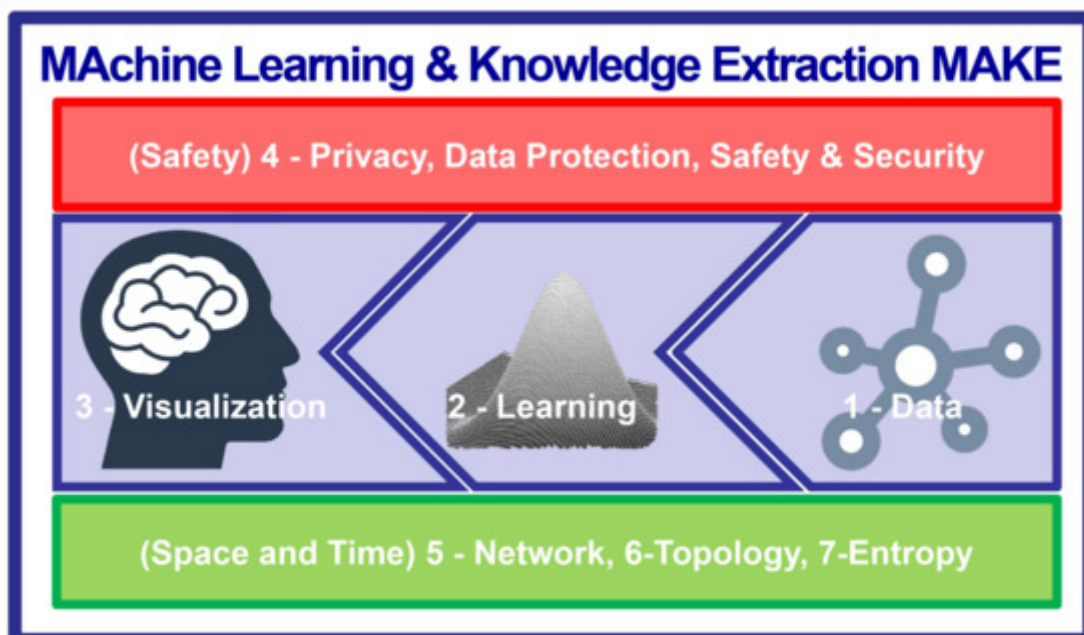 MAchine Learning & Knowledge Extraction MAKE
(Safety) 4 - Privacy, Data Protection, Safety & Security
3 - Visualization
2 - Learning
1 - Data
(Space and Time) 5 - Network, 6-Topology, 7-Entropy